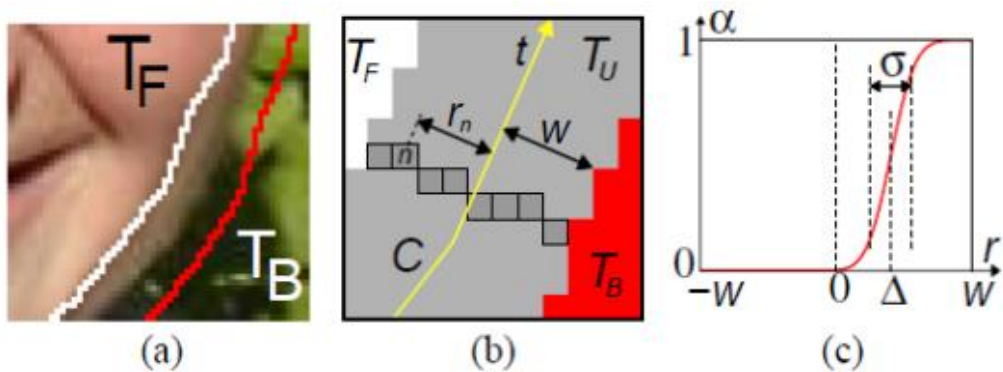 T_F
T_B
(a)
T_F
t
T_U
r_n
w
n
C
T_B
(b)
α
1
σ
0
r
−w
0
Δ
w
(c)